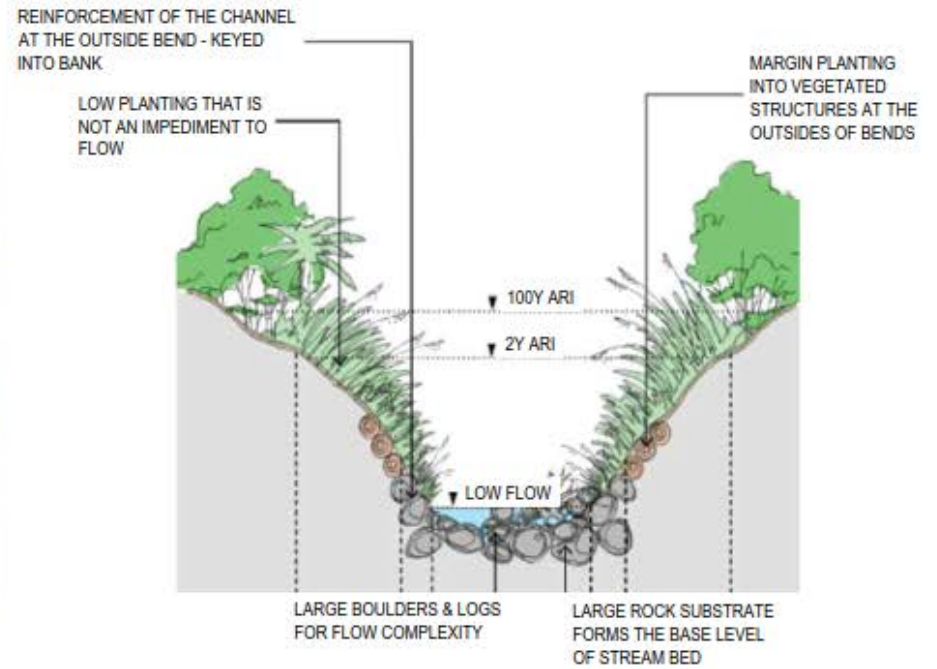 REINFORCEMENT OF THE CHANNEL
AT THE OUTSIDE BEND - KEYED
INTO BANK
LOW PLANTING THAT IS
NOT AN IMPEDIMENT TO
FLOW
MARGIN PLANTING
INTO VEGETATED
STRUCTURES AT THE
OUTSIDES OF BENDS
100Y ARI
2Y ARI
LOW FLOW
LARGE BOULDERS & LOGS
FOR FLOW COMPLEXITY
LARGE ROCK SUBSTRATE
FORMS THE BASE LEVEL
OF STREAM BED